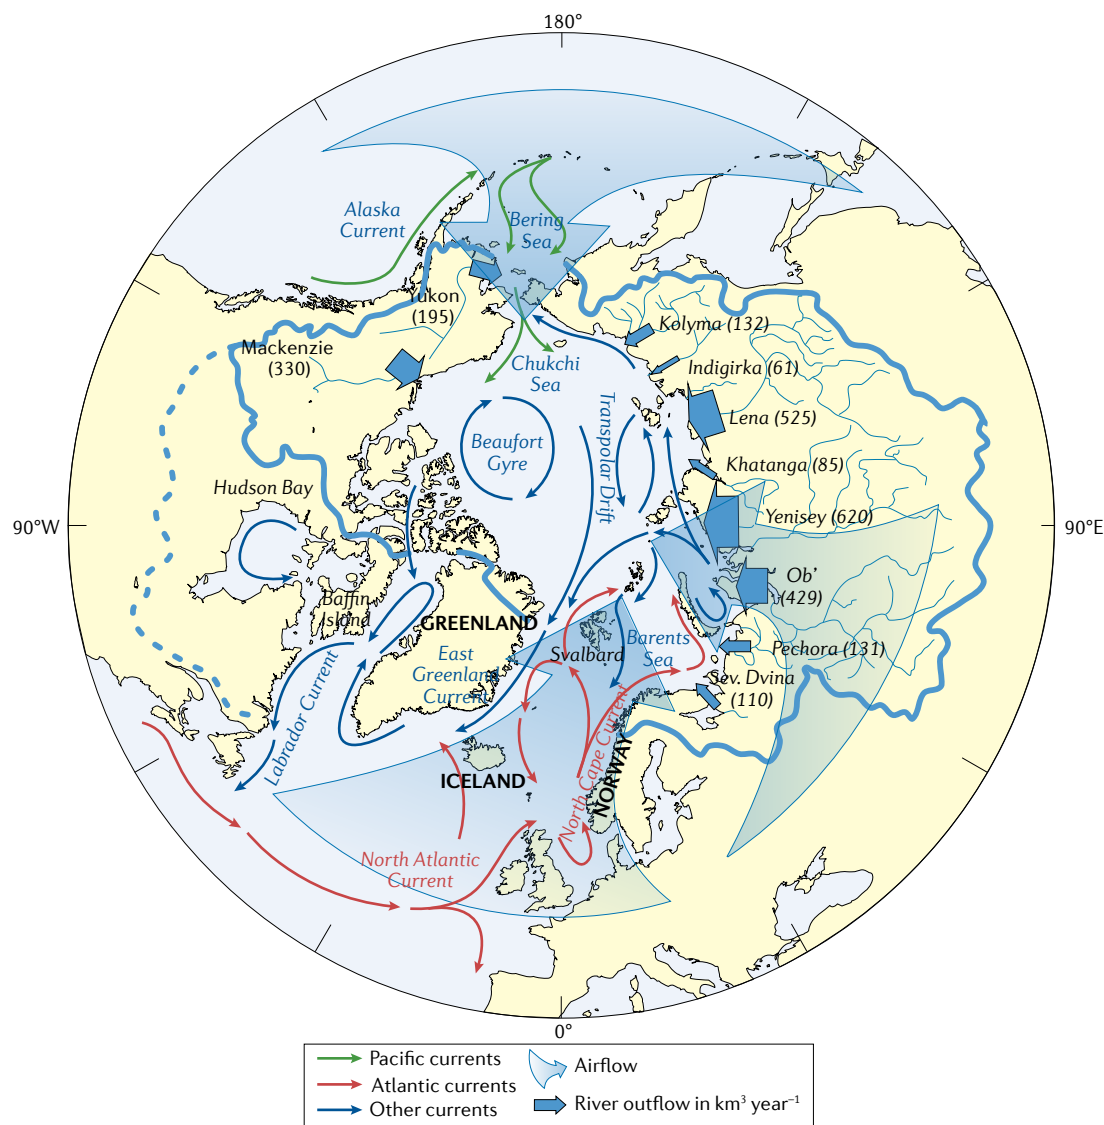 180°
Alaska
Current
Bering
Sea
Yukon
(195)
Kolyma (132)
Mackenzie
(330)
Chukchi
Sea
Indigirka (61)
Transpolar Drift
Lena (525)
Beaufort
Gyre
Khatanga (85)
Hudson Bay
Yenisey (620)
90°W
90°E
Ob’
(429)
Baffin
Island
GREENLAND
Barents
Sea
Svalbard
East
Greenland
Current
Pechora (131)
Sev. Dvina
(110)
Labrador Current
North Cape Current
NORWAY
ICELAND
North Atlantic
Current
0°
Pacific currents
Atlantic currents
Other currents
Airflow
River outflow in km³ year⁻¹